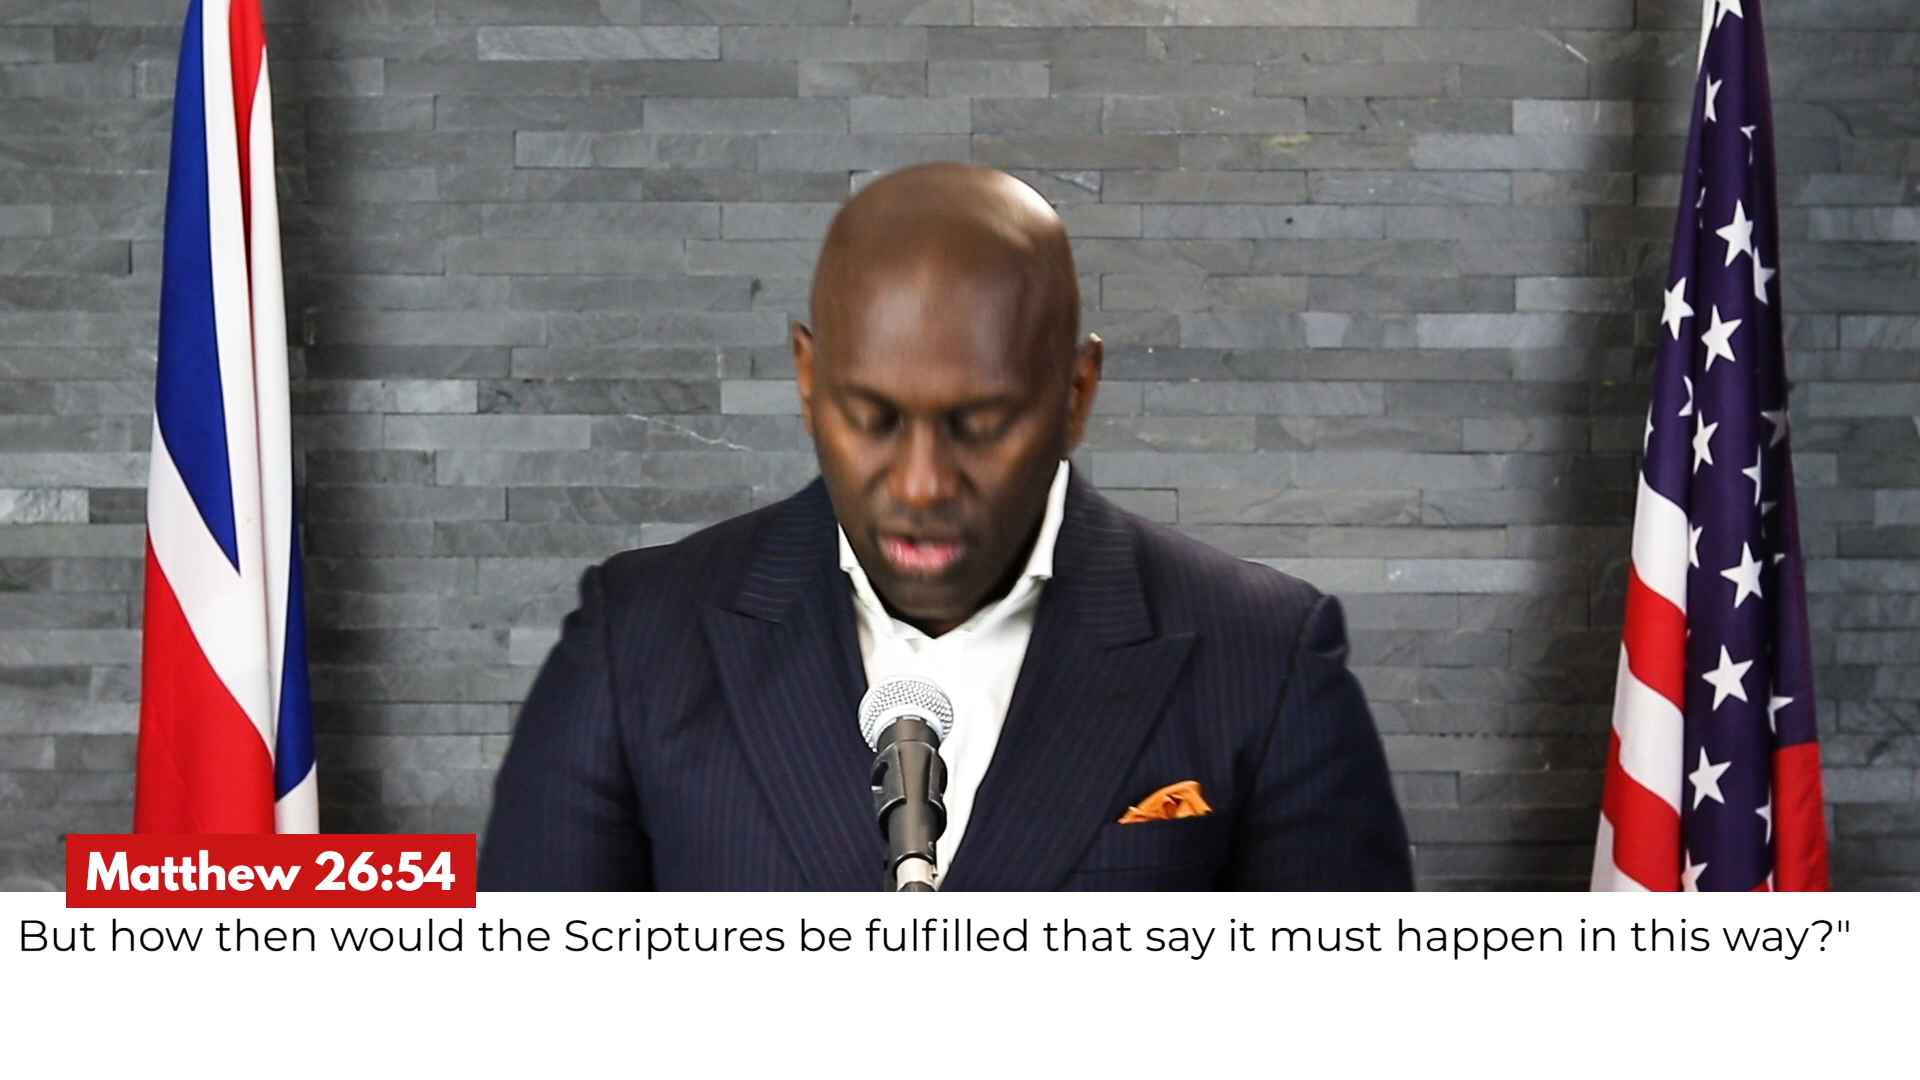 Matthew 26:54
But how then would the Scriptures be fulfilled that say it must happen in this way?"